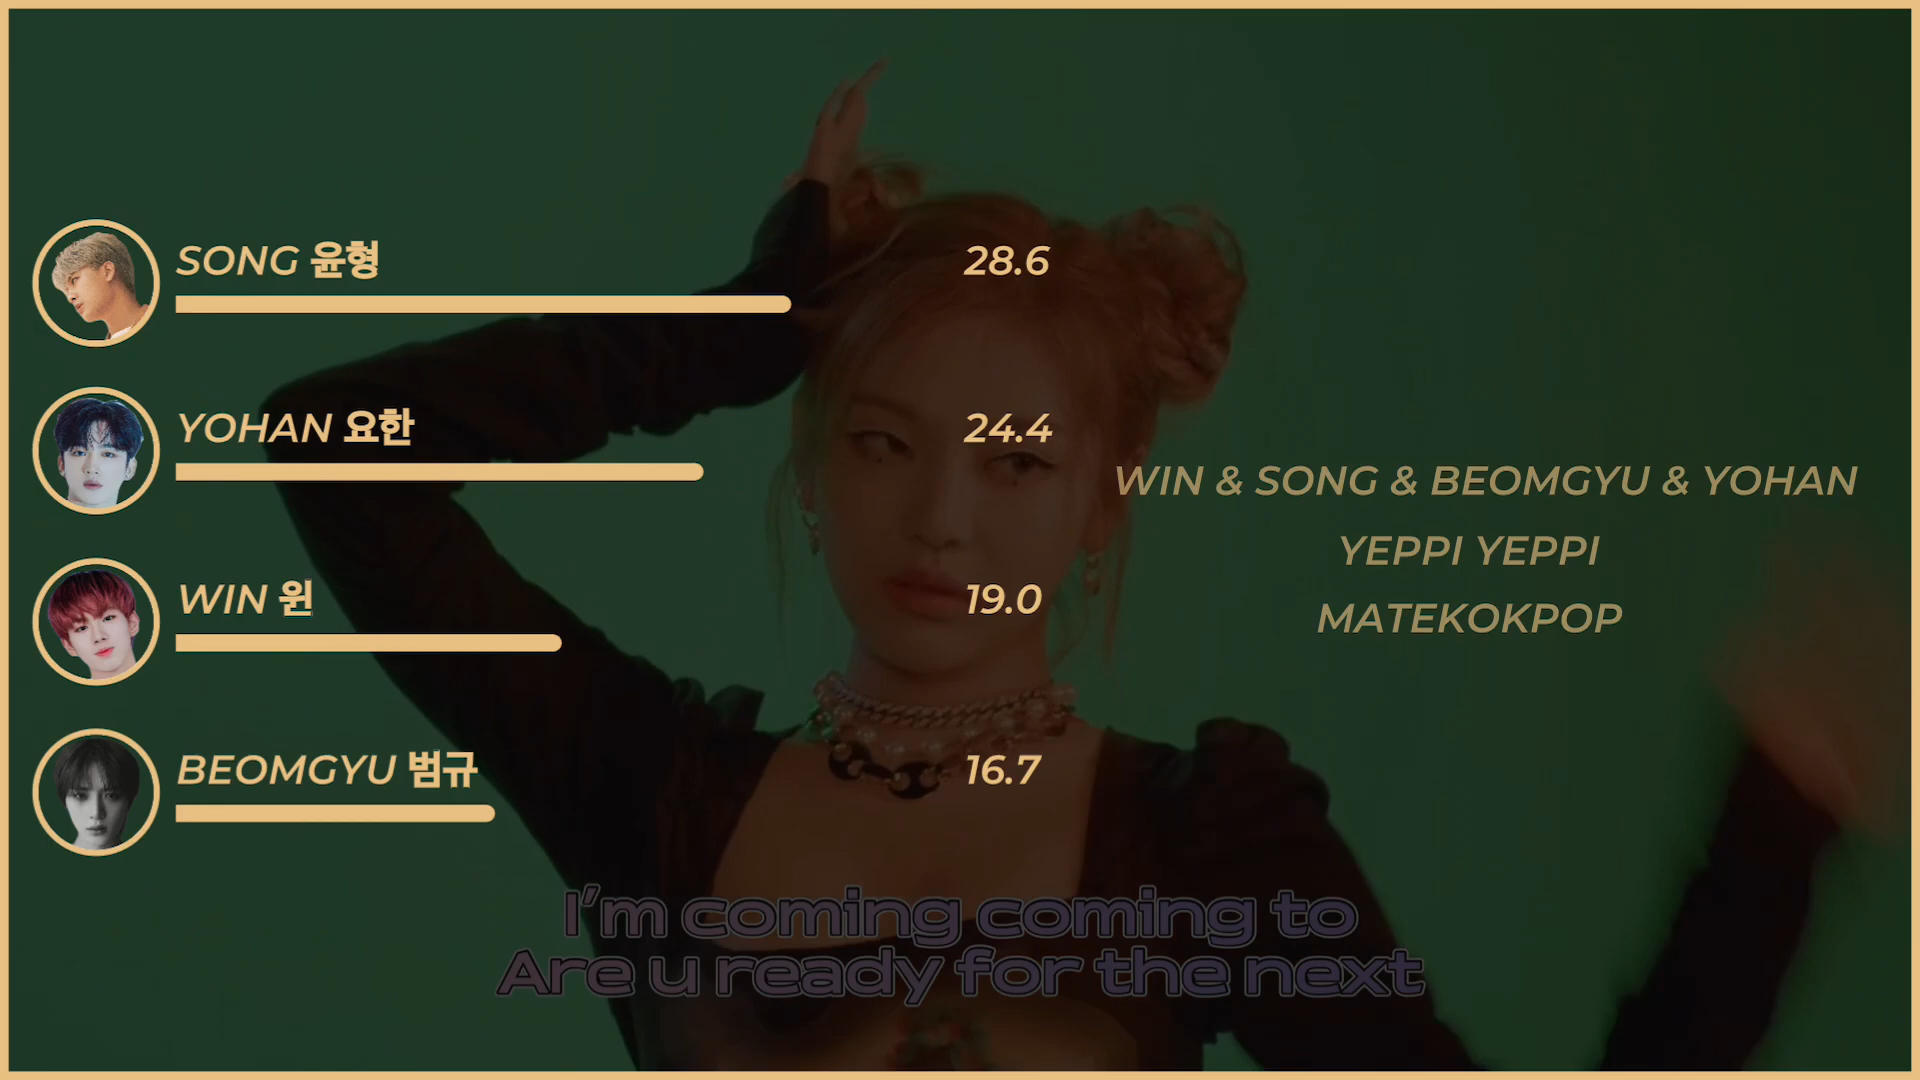 SONG 윤형
28.6
YOHAN 요한
24.4
WIN 윈
19.0
BEOMGYU 범규
16.7
WIN & SONG & BEOMGYU & YOHAN
YEPPI YEPPI
MATEKOKPOP
I'm coming coming to
Are u ready for the next